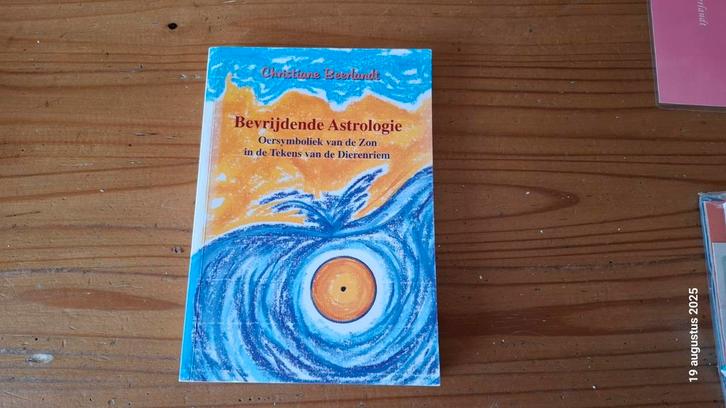 Christiane Beerlandt
Bevrijdende Astrologie
Oersymboliek van de Zon
in de Tekens van de Dierenriem
19 augustus 2025